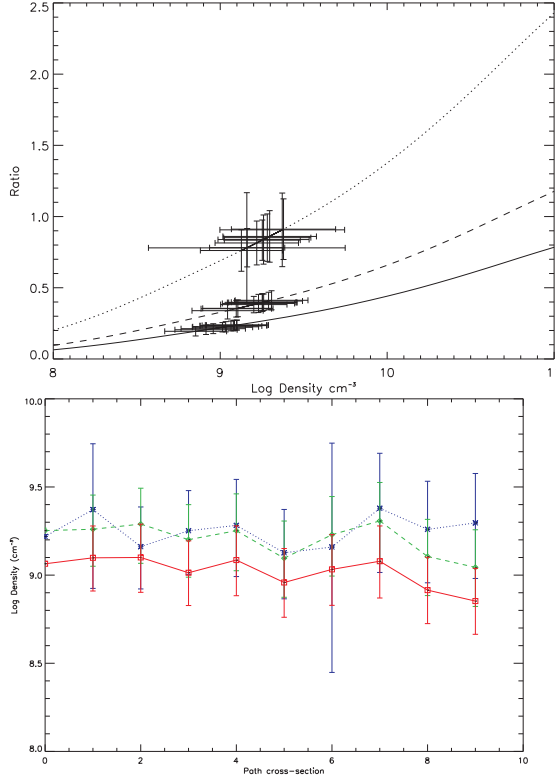 2.5
2.0
1.5
1.0
0.5
0.0
Ratio
8 9 10 1
Log Density cm⁻³
10.0
9.5
9.0
8.5
8.0
Log Density (cm⁻³)
0 2 4 6 8 10
Path cross-section